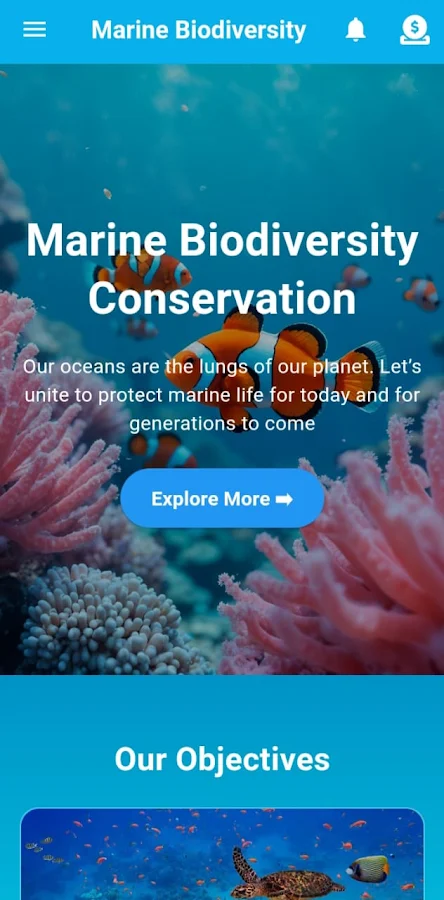 Marine Biodiversity
$
Marine Biodiversity
Conservation
Our oceans are the lungs of our planet. Let’s
unite to protect marine life for today and for
generations to come
Explore More ➡
Our Objectives